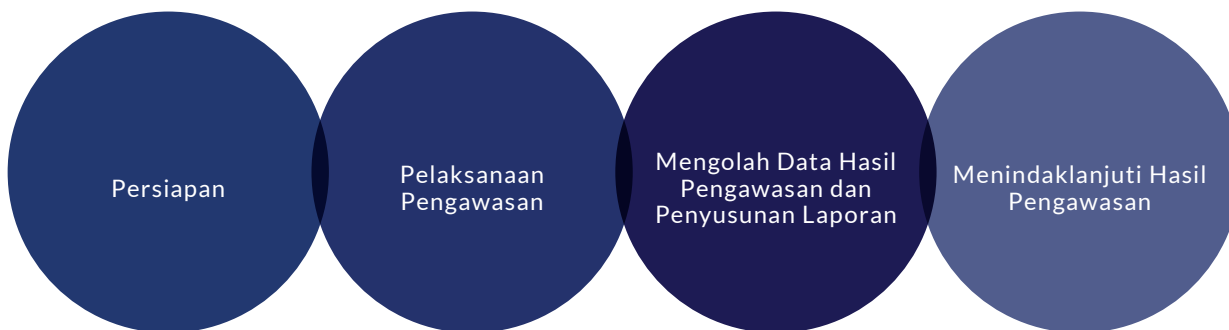 Persiapan
Pelaksanaan
Pengawasan
Mengolah Data Hasil
Pengawasan dan
Penyusunan Laporan
Menindaklanjuti Hasil
Pengawasan